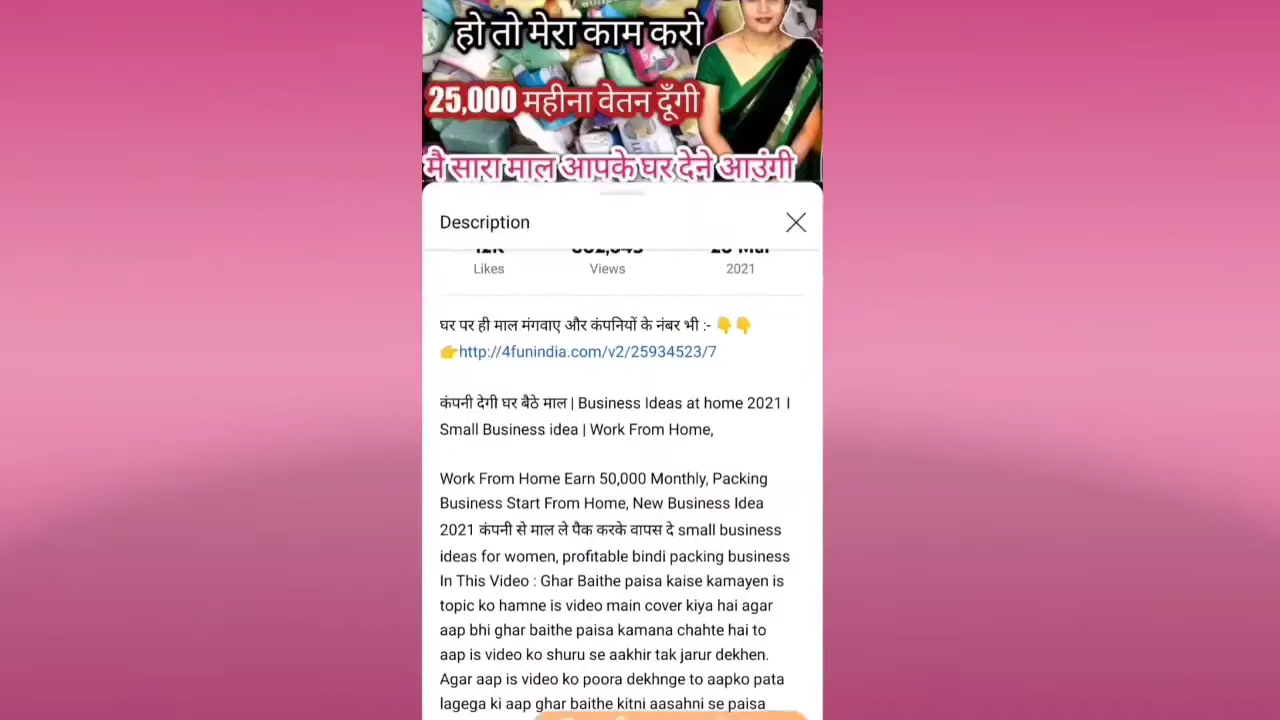 हो तो मेरा काम करो
25,000 महीना वेतन दूँगी
मै सारा माल आपके घर देने आउंगी
Description
Likes Views 2021
घर पर ही माल मंगवाए और कंपनियों के नंबर भी :- 👇👇
👉http://4funindia.com/v2/25934523/7
कंपनी देगी घर बैठे माल | Business Ideas at home 2021 I
Small Business idea | Work From Home,
Work From Home Earn 50,000 Monthly, Packing
Business Start From Home, New Business Idea
2021 कंपनी से माल ले पैक करके वापस दे small business
ideas for women, profitable bindi packing business
In This Video : Ghar Baithe paisa kaise kamayen is
topic ko hamne is video main cover kiya hai agar
aap bhi ghar baithe paisa kamana chahte hai to
aap is video ko shuru se aakhir tak jarur dekhen.
Agar aap is video ko poora dekhnge to aapko pata
lagega ki aap ghar baithe kitni aasahni se paisa